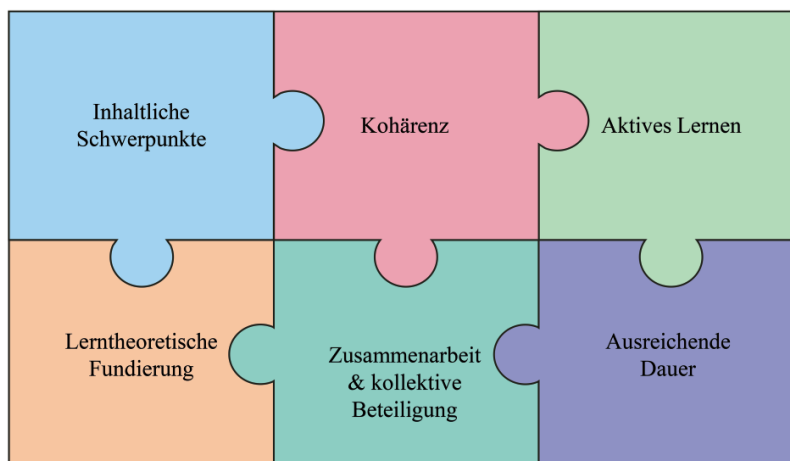 Inhaltliche
Schwerpunkte
Kohärenz
Aktives Lernen
Lerntheoretische
Fundierung
Zusammenarbeit
& kollektive
Beteiligung
Ausreichende
Dauer